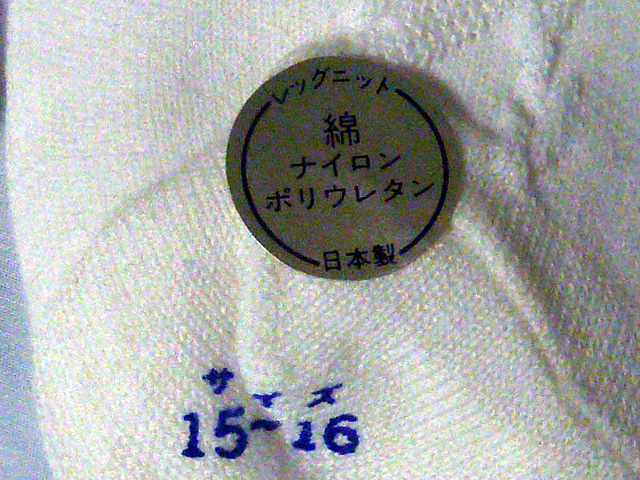 レッグニット
綿
ナイロン
ポリウレタン
日本製
サイズ
15~16